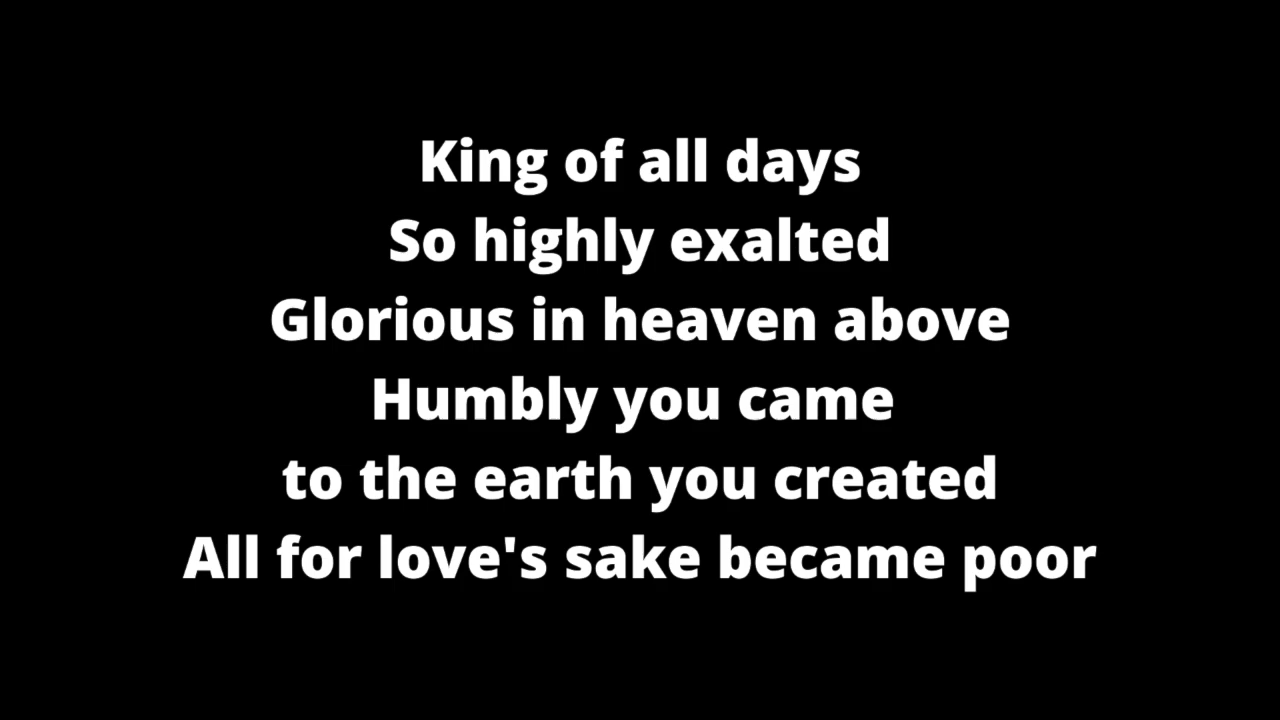 King of all days
So highly exalted
Glorious in heaven above
Humbly you came
to the earth you created
All for love's sake became poor